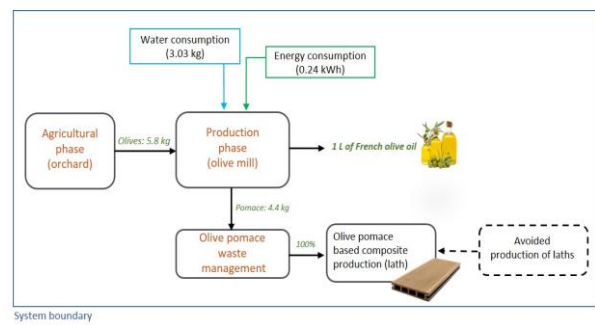 Water consumption
(3.03 kg)
Energy consumption
(0.24 kWh)
Agricultural
phase
(orchard)
Olives: 5.8 kg
Production
phase
(olive mill)
1 L of French olive oil
Pomace: 4.4 kg
Olive pomace
waste
management
100%
Olive pomace
based composite
production (lath)
Avoided
production of laths
System boundary